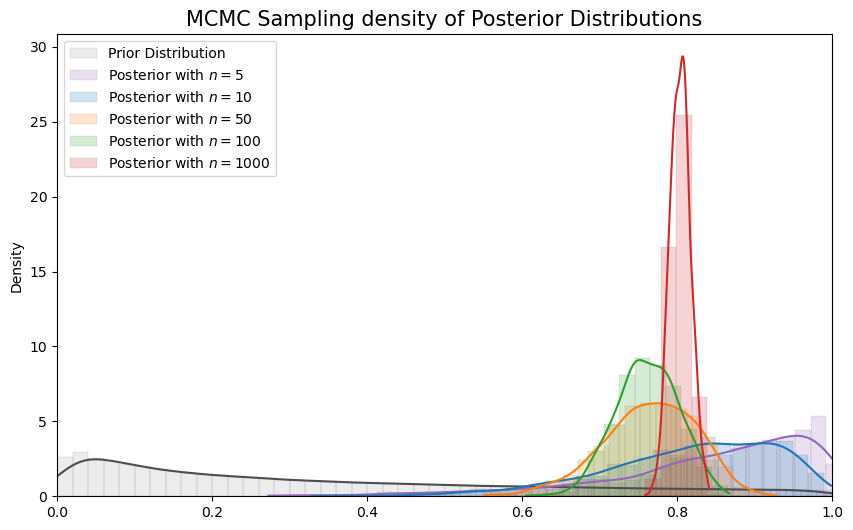 MCMC Sampling density of Posterior Distributions
30
25
20
15
10
5
0
Density
Prior Distribution
Posterior with n = 5
Posterior with n = 10
Posterior with n = 50
Posterior with n = 100
Posterior with n = 1000
0.0 0.2 0.4 0.6 0.8 1.0